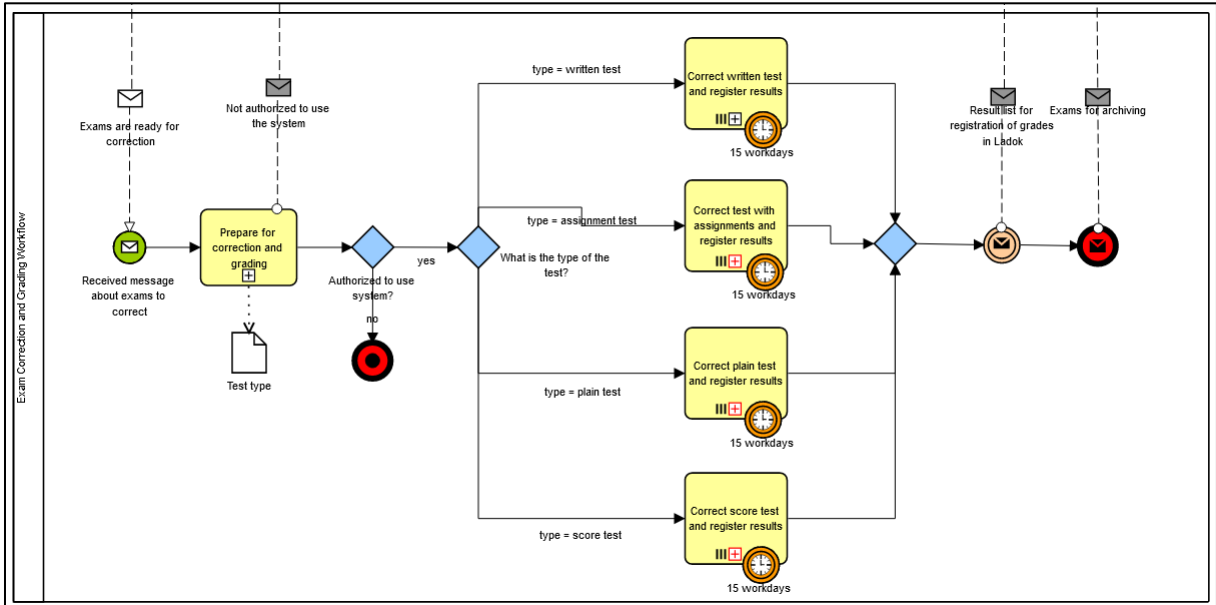 Exam Correction and Grading Workflow
Exams are ready for
correction
Received message
about exams to
correct
Not authorized to use
the system
Prepare for
correction and
grading
Test type
Authorized to use
system?
yes
no
What is the type of the
test?
type = written test
Correct written test
and register results
15 workdays
type = assignment test
Correct test with
assignments and
register results
15 workdays
type = plain test
Correct plain test
and register results
15 workdays
type = score test
Correct score test
and register results
15 workdays
Result list for
registration of grades
in Ladok
Exams for archiving